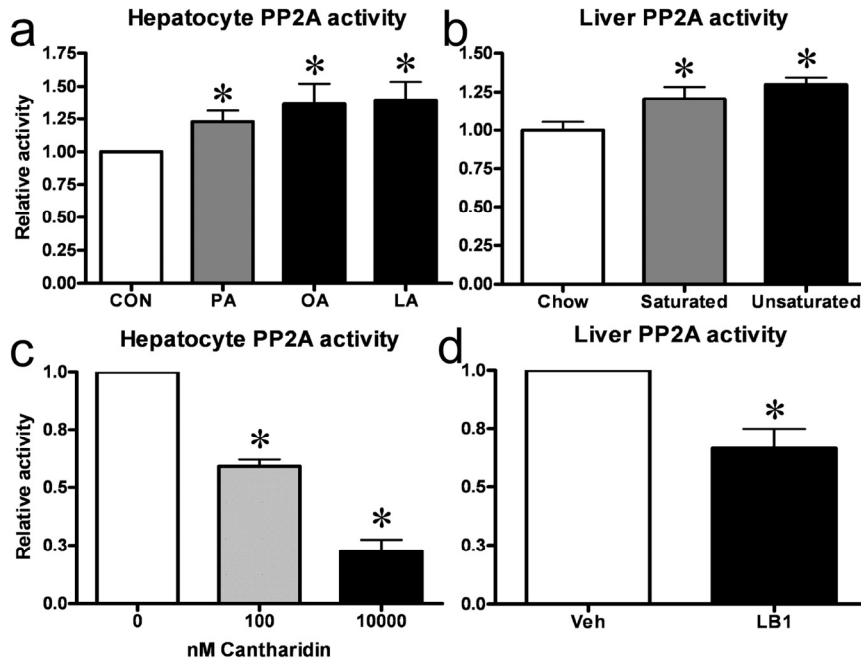 a
Hepatocyte PP2A activity
1.75
1.50
1.25
1.00
0.75
0.50
0.25
0.00
Relative activity
*
*
*
CON PA OA LA
b
Liver PP2A activity
1.50
1.25
1.00
0.75
0.50
0.25
0.00
*
*
Chow Saturated Unsaturated
c
Hepatocyte PP2A activity
1.0
0.8
0.5
0.3
0.0
Relative activity
*
*
0 100 10000
nM Cantharidin
d
Liver PP2A activity
1.0
0.8
0.5
0.3
0.0
*
Veh LB1